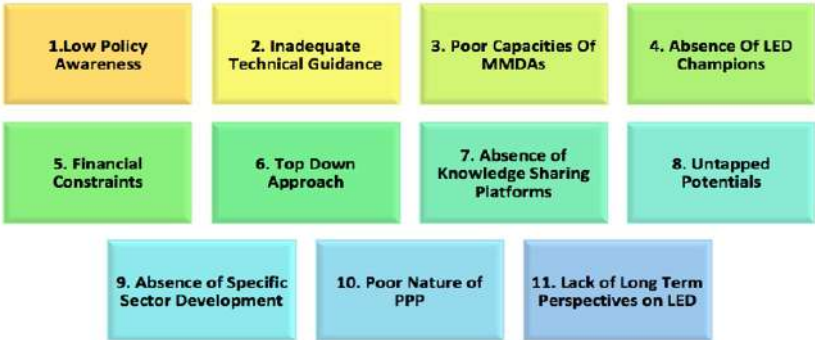 1.Low Policy
Awareness
2. Inadequate
Technical Guidance
3. Poor Capacities Of
MMDAs
4. Absence Of LED
Champions
5. Financial
Constraints
6. Top Down
Approach
7. Absence of
Knowledge Sharing
Platforms
8. Untapped
Potentials
9. Absence of Specific
Sector Development
10. Poor Nature of
PPP
11. Lack of Long Term
Perspectives on LED